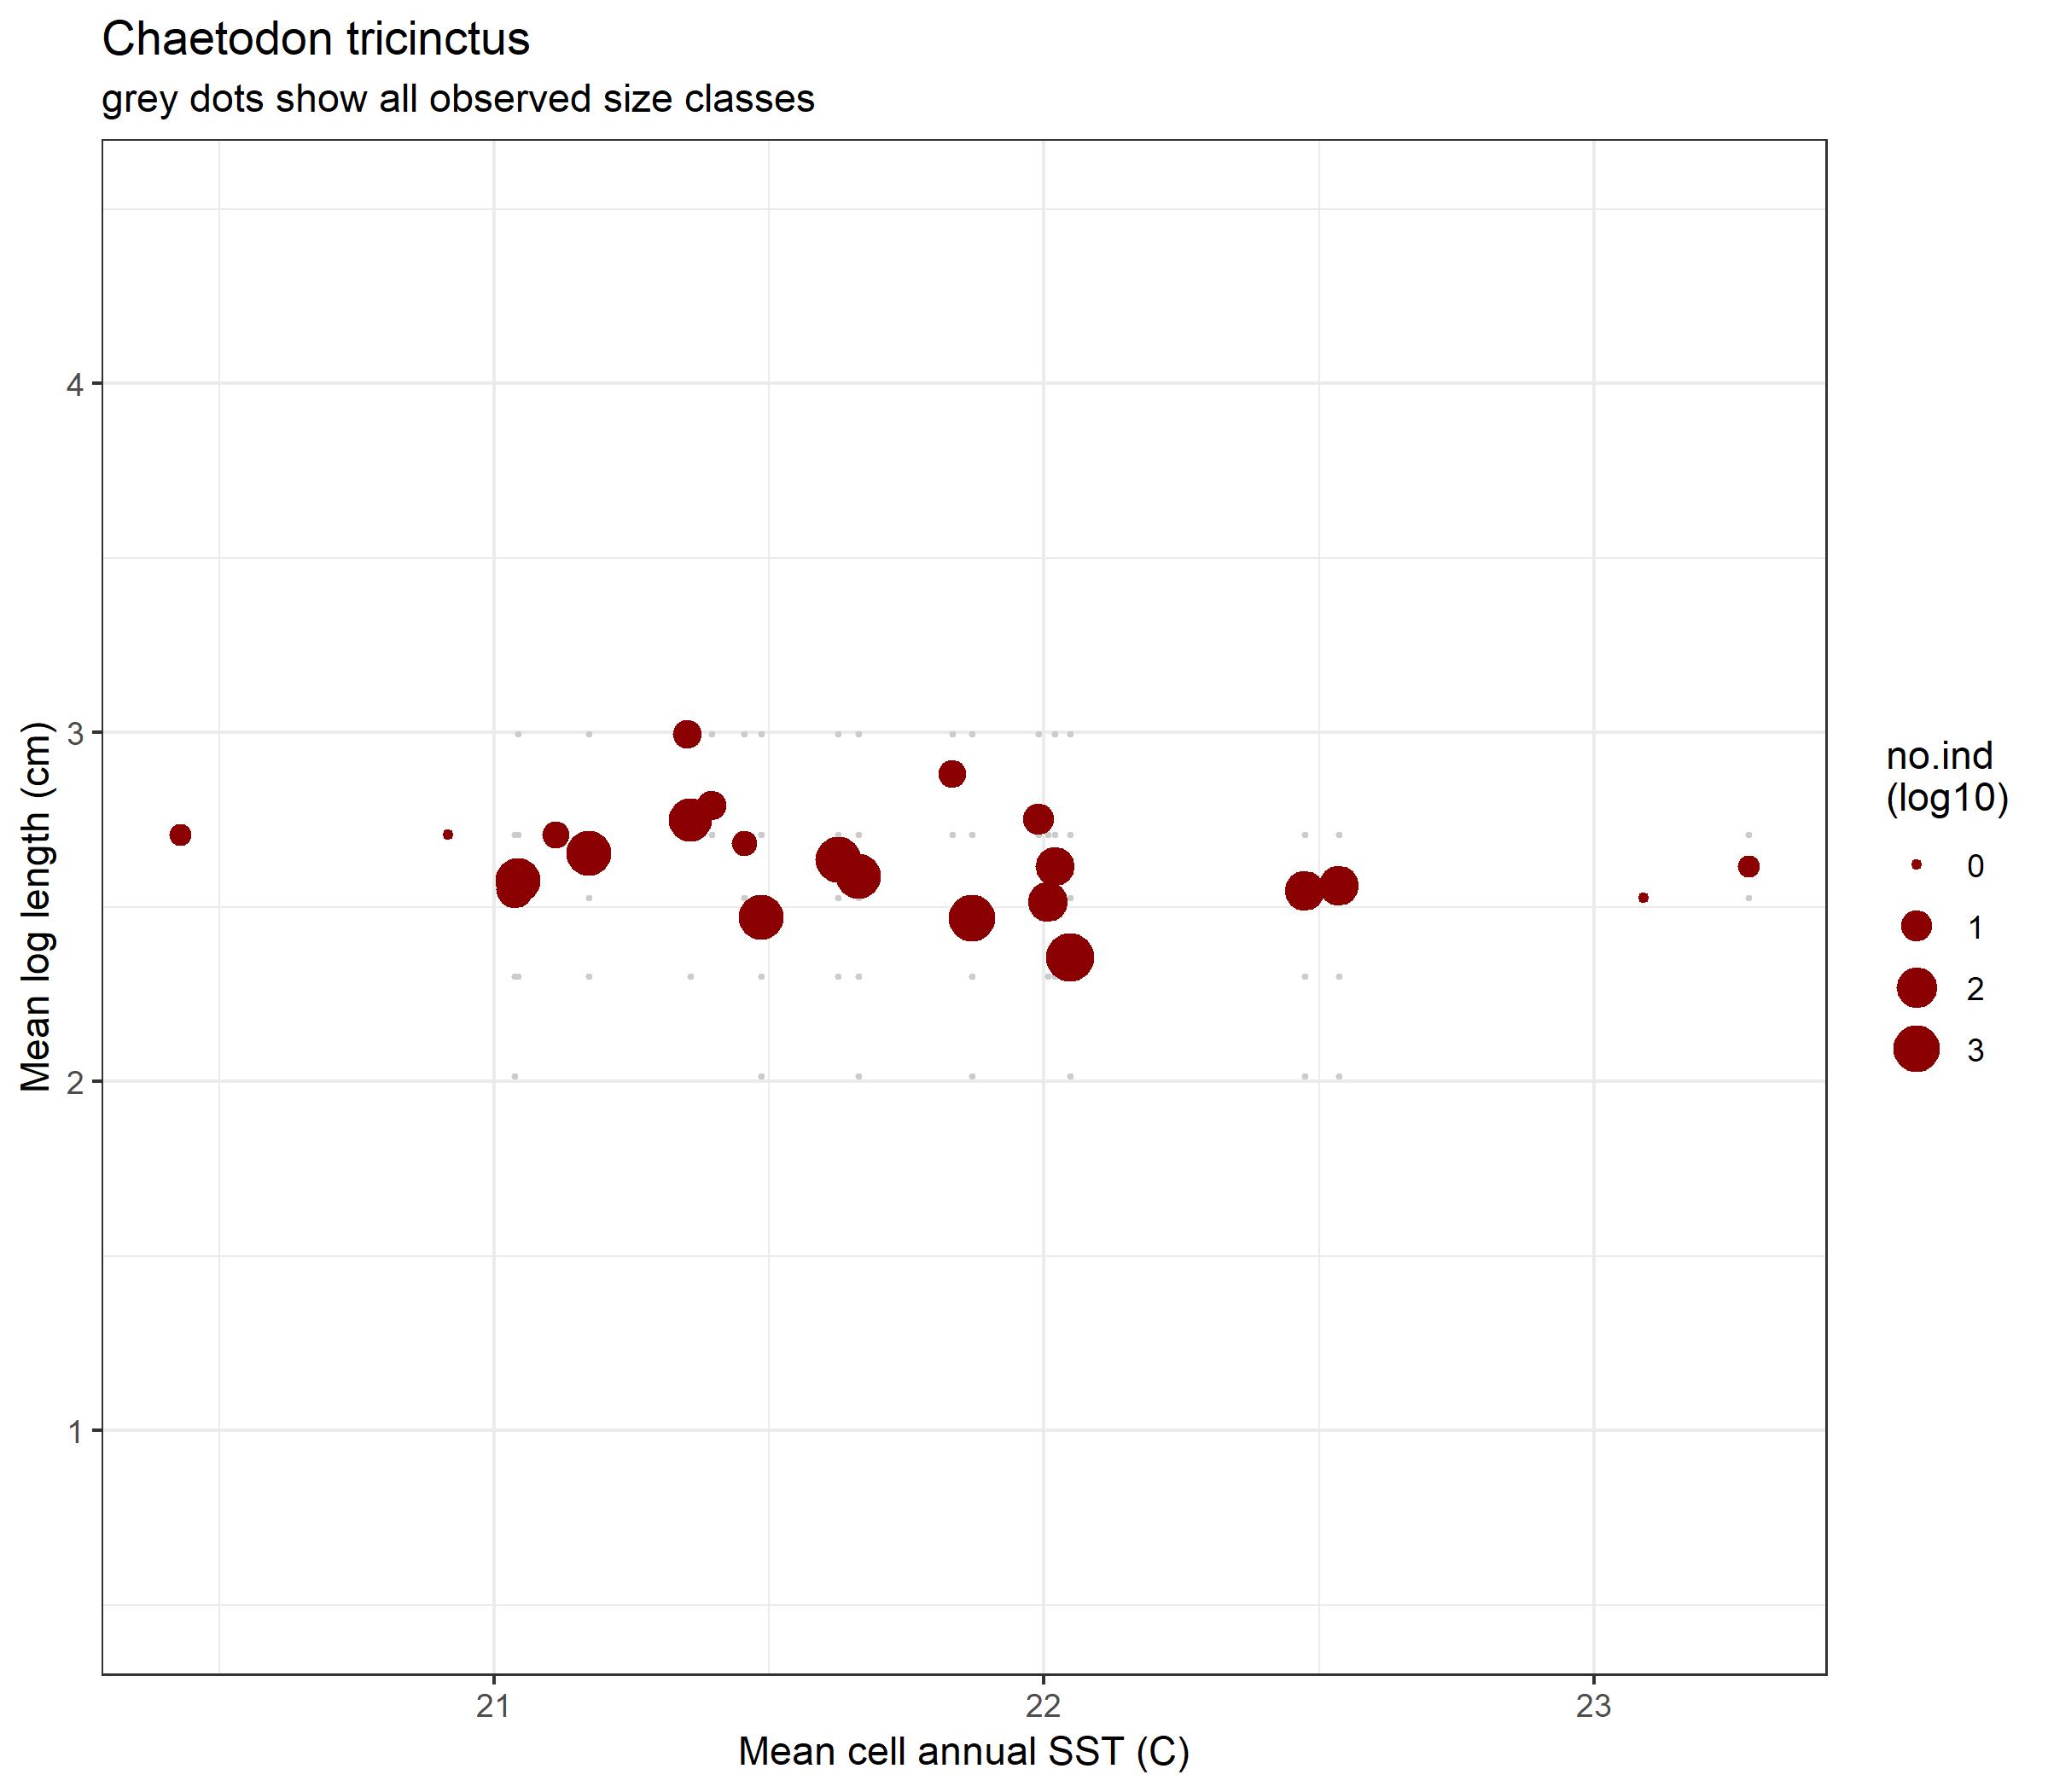 Chaetodon tricinctus
grey dots show all observed size classes
Mean log length (cm)
4
3
2
1
21
22
23
Mean cell annual SST (C)
no.ind
(log10)
0
1
2
3